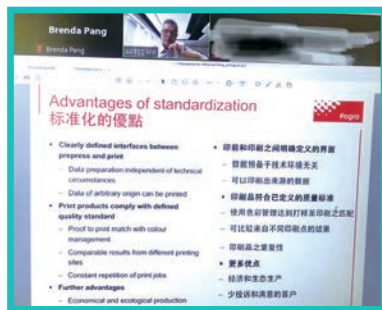 Brenda Pang
Brenda Pang
Advantages of standardization
标准化的優點
fogra
• Clearly defined interfaces between
prepress and print
– Data preparation independent of technical
circumstances
– Data of arbitrary origin can be printed
• Print products comply with defined
quality standard
– Proof to print match with colour
management
– Comparable results from different printing
sites
– Constant repetition of print jobs
• Further advantages
– Economical and ecological production
• 印前和印刷之间明确定义的界面
– 数据预备于技术环境无关
– 可以印刷出来源的数据
• 印刷品符合已定义的质量标准
– 使用色彩管理达到打样至印刷之匹配
– 可比较来自不同印刷点的结果
– 印刷品之重复性
• 更多优点
– 经济和生态生产
– 少投诉和满意的客户